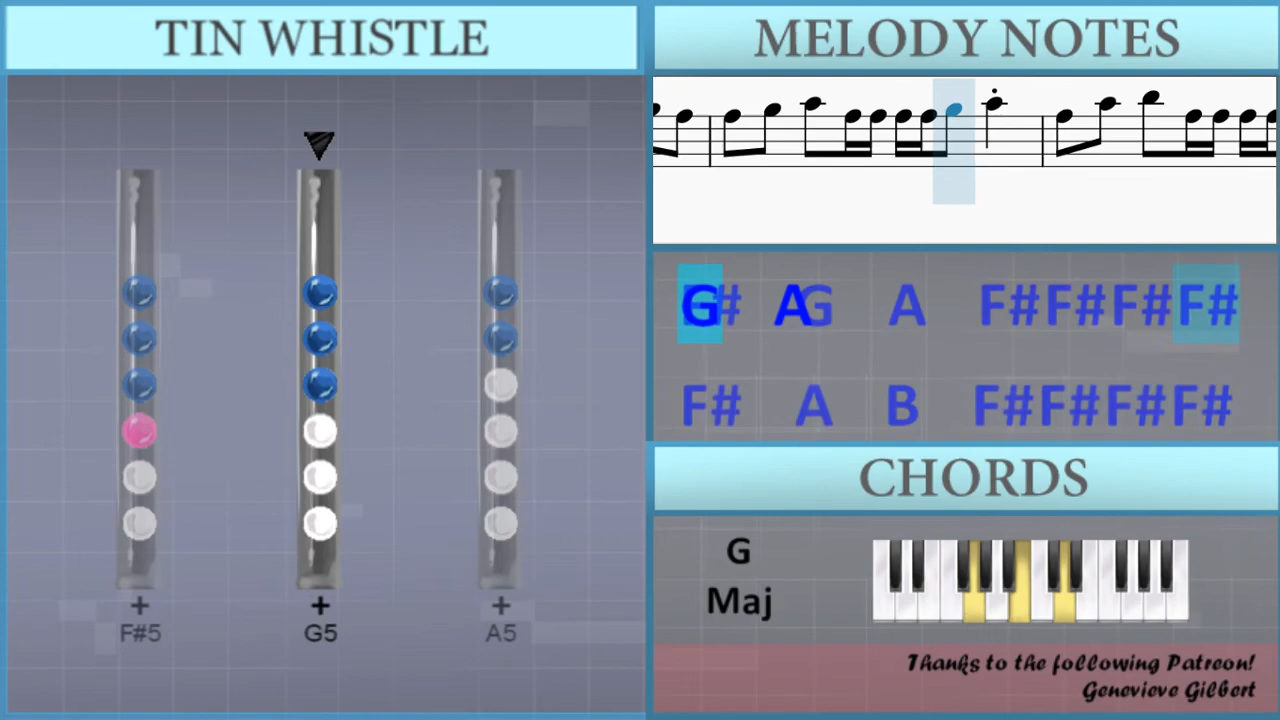 TIN WHISTLE
+ + +
F#5 G5 A5
MELODY NOTES
G# AG A F#F#F#F#
F# A B F#F#F#F#
CHORDS
G
Maj
Thanks to the following Patreon!
Genevieve Gilbert